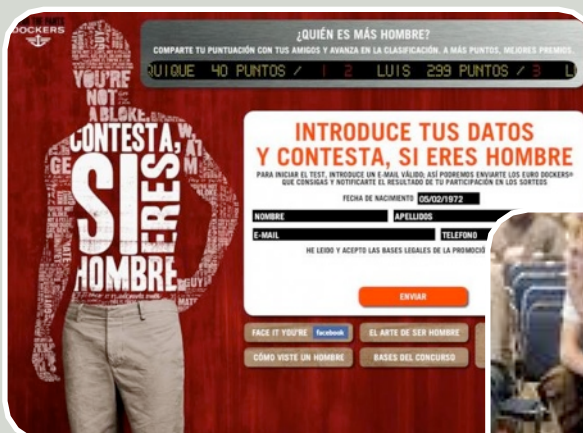 DOCKERS
¿QUIÉN ES MÁS HOMBRE?
COMPARTE TU PUNTUACIÓN CON TUS AMIGOS Y AVANZA EN LA CLASIFICACIÓN. A MÁS PUNTOS, MEJORES PREMIOS.
QUIQUE 40 PUNTOS / 1 2 LUIS 299 PUNTOS / 3 L
YOU'RE
NOT
A BLOKE.
CONTESTA,
SI
ERES
HOMBRE
INTRODUCE TUS DATOS
Y CONTESTA, SI ERES HOMBRE
PARA INICIAR EL TEST, INTRODUCE UN E-MAIL VÁLIDO; ASÍ PODREMOS ENVIARTE LOS EURO DOCKERS®
QUE CONSIGAS Y NOTIFICARTE EL RESULTADO DE TU PARTICIPACIÓN EN LOS SORTEOS
FECHA DE NACIMIENTO 05/02/1972
NOMBRE APELLIDOS
E-MAIL TELEFONO
HE LEIDO Y ACEPTO LAS BASES LEGALES DE LA PROMOCIÓ
ENVIAR
FACE IT YOU'RE facebook EL ARTE DE SER HOMBRE
CÓMO VISTE UN HOMBRE BASES DEL CONCURSO